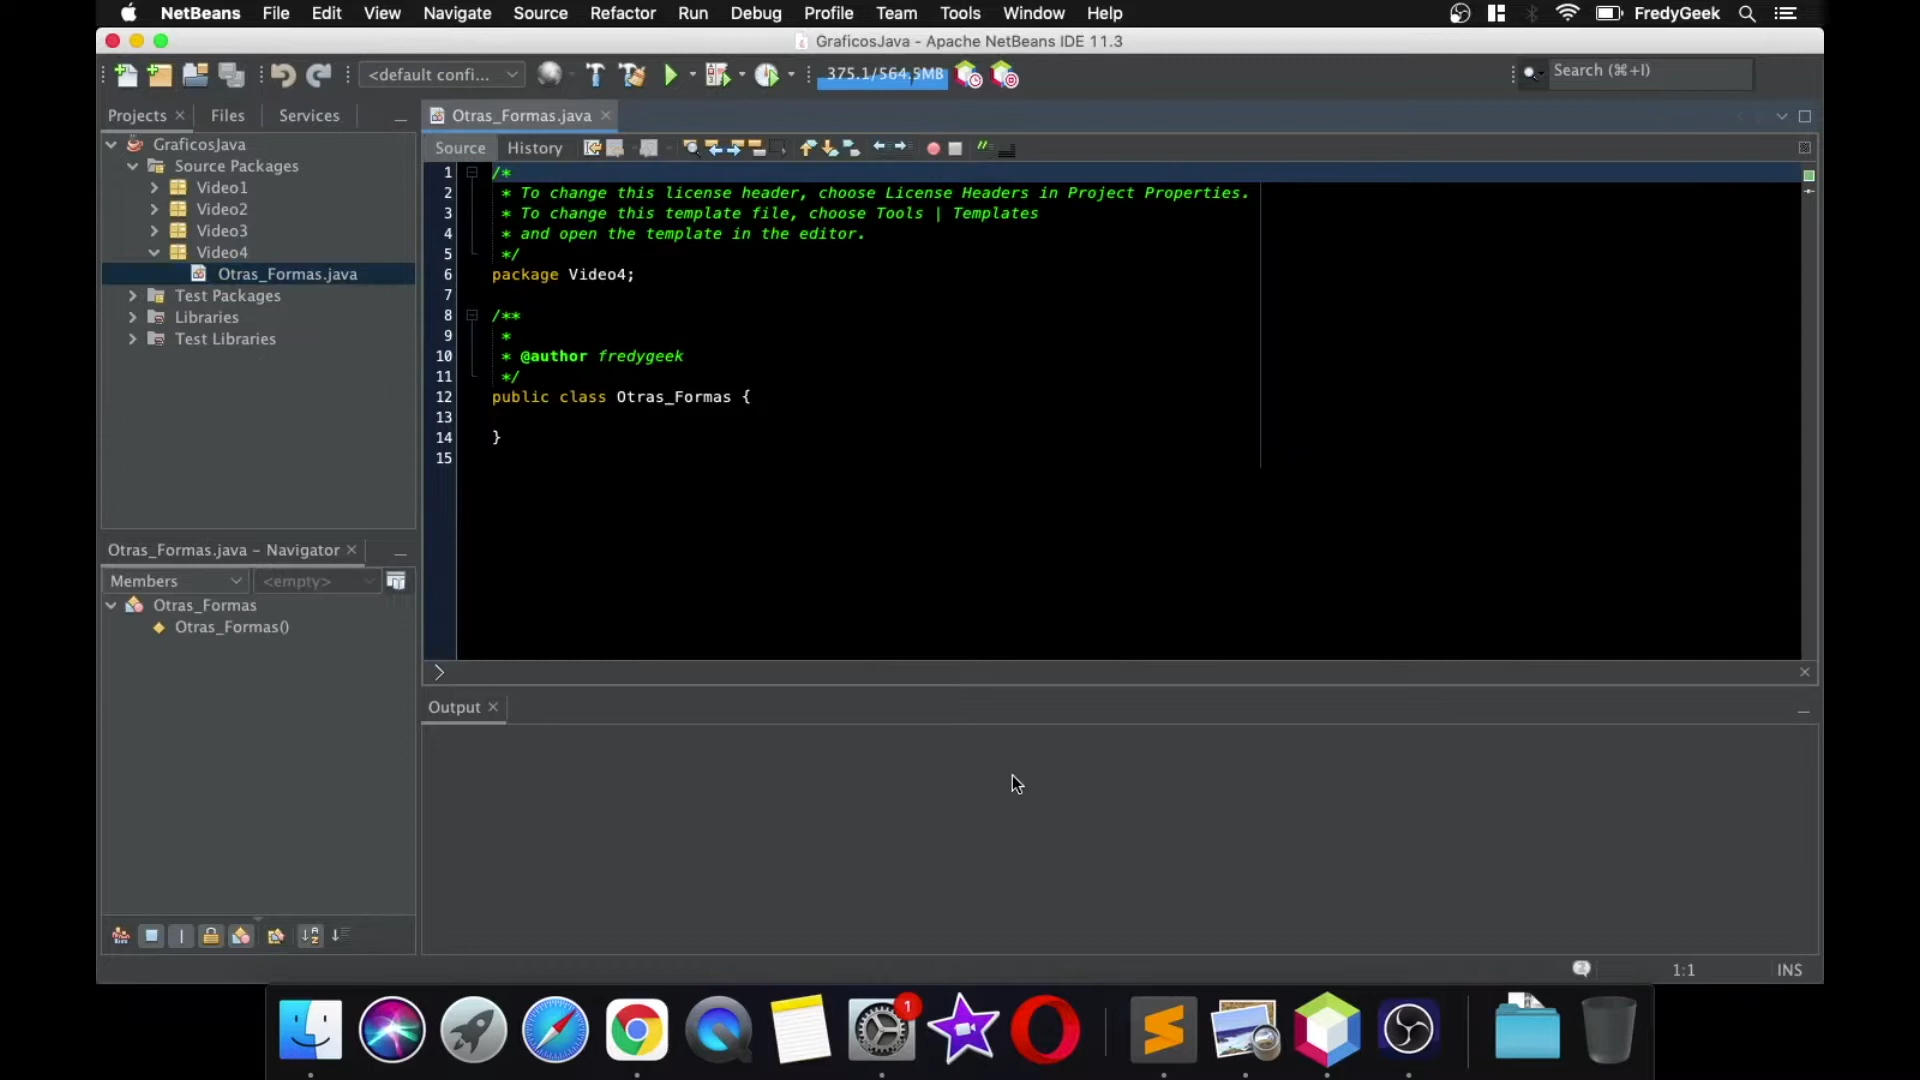 NetBeans File Edit View Navigate Source Refactor Run Debug Profile Team Tools Window Help FredyGeek
GraficosJava - Apache NetBeans IDE 11.3
<default confi... 375.1/564.5MB Search (⌘+I)
Projects Files Services Otras_Formas.java
Source History
GraficosJava
Source Packages
Video1
Video2
Video3
Video4
Otras_Formas.java
Test Packages
Libraries
Test Libraries
1 /*
2 * To change this license header, choose License Headers in Project Properties.
3 * To change this template file, choose Tools | Templates
4 * and open the template in the editor.
5 */
6 package Video4;
7
8 /**
9 *
10 * @author fredygeek
11 */
12 public class Otras_Formas {
13
14 }
15
Otras_Formas.java - Navigator
Members <empty>
Otras_Formas
Otras_Formas()
Output
1:1 INS
1